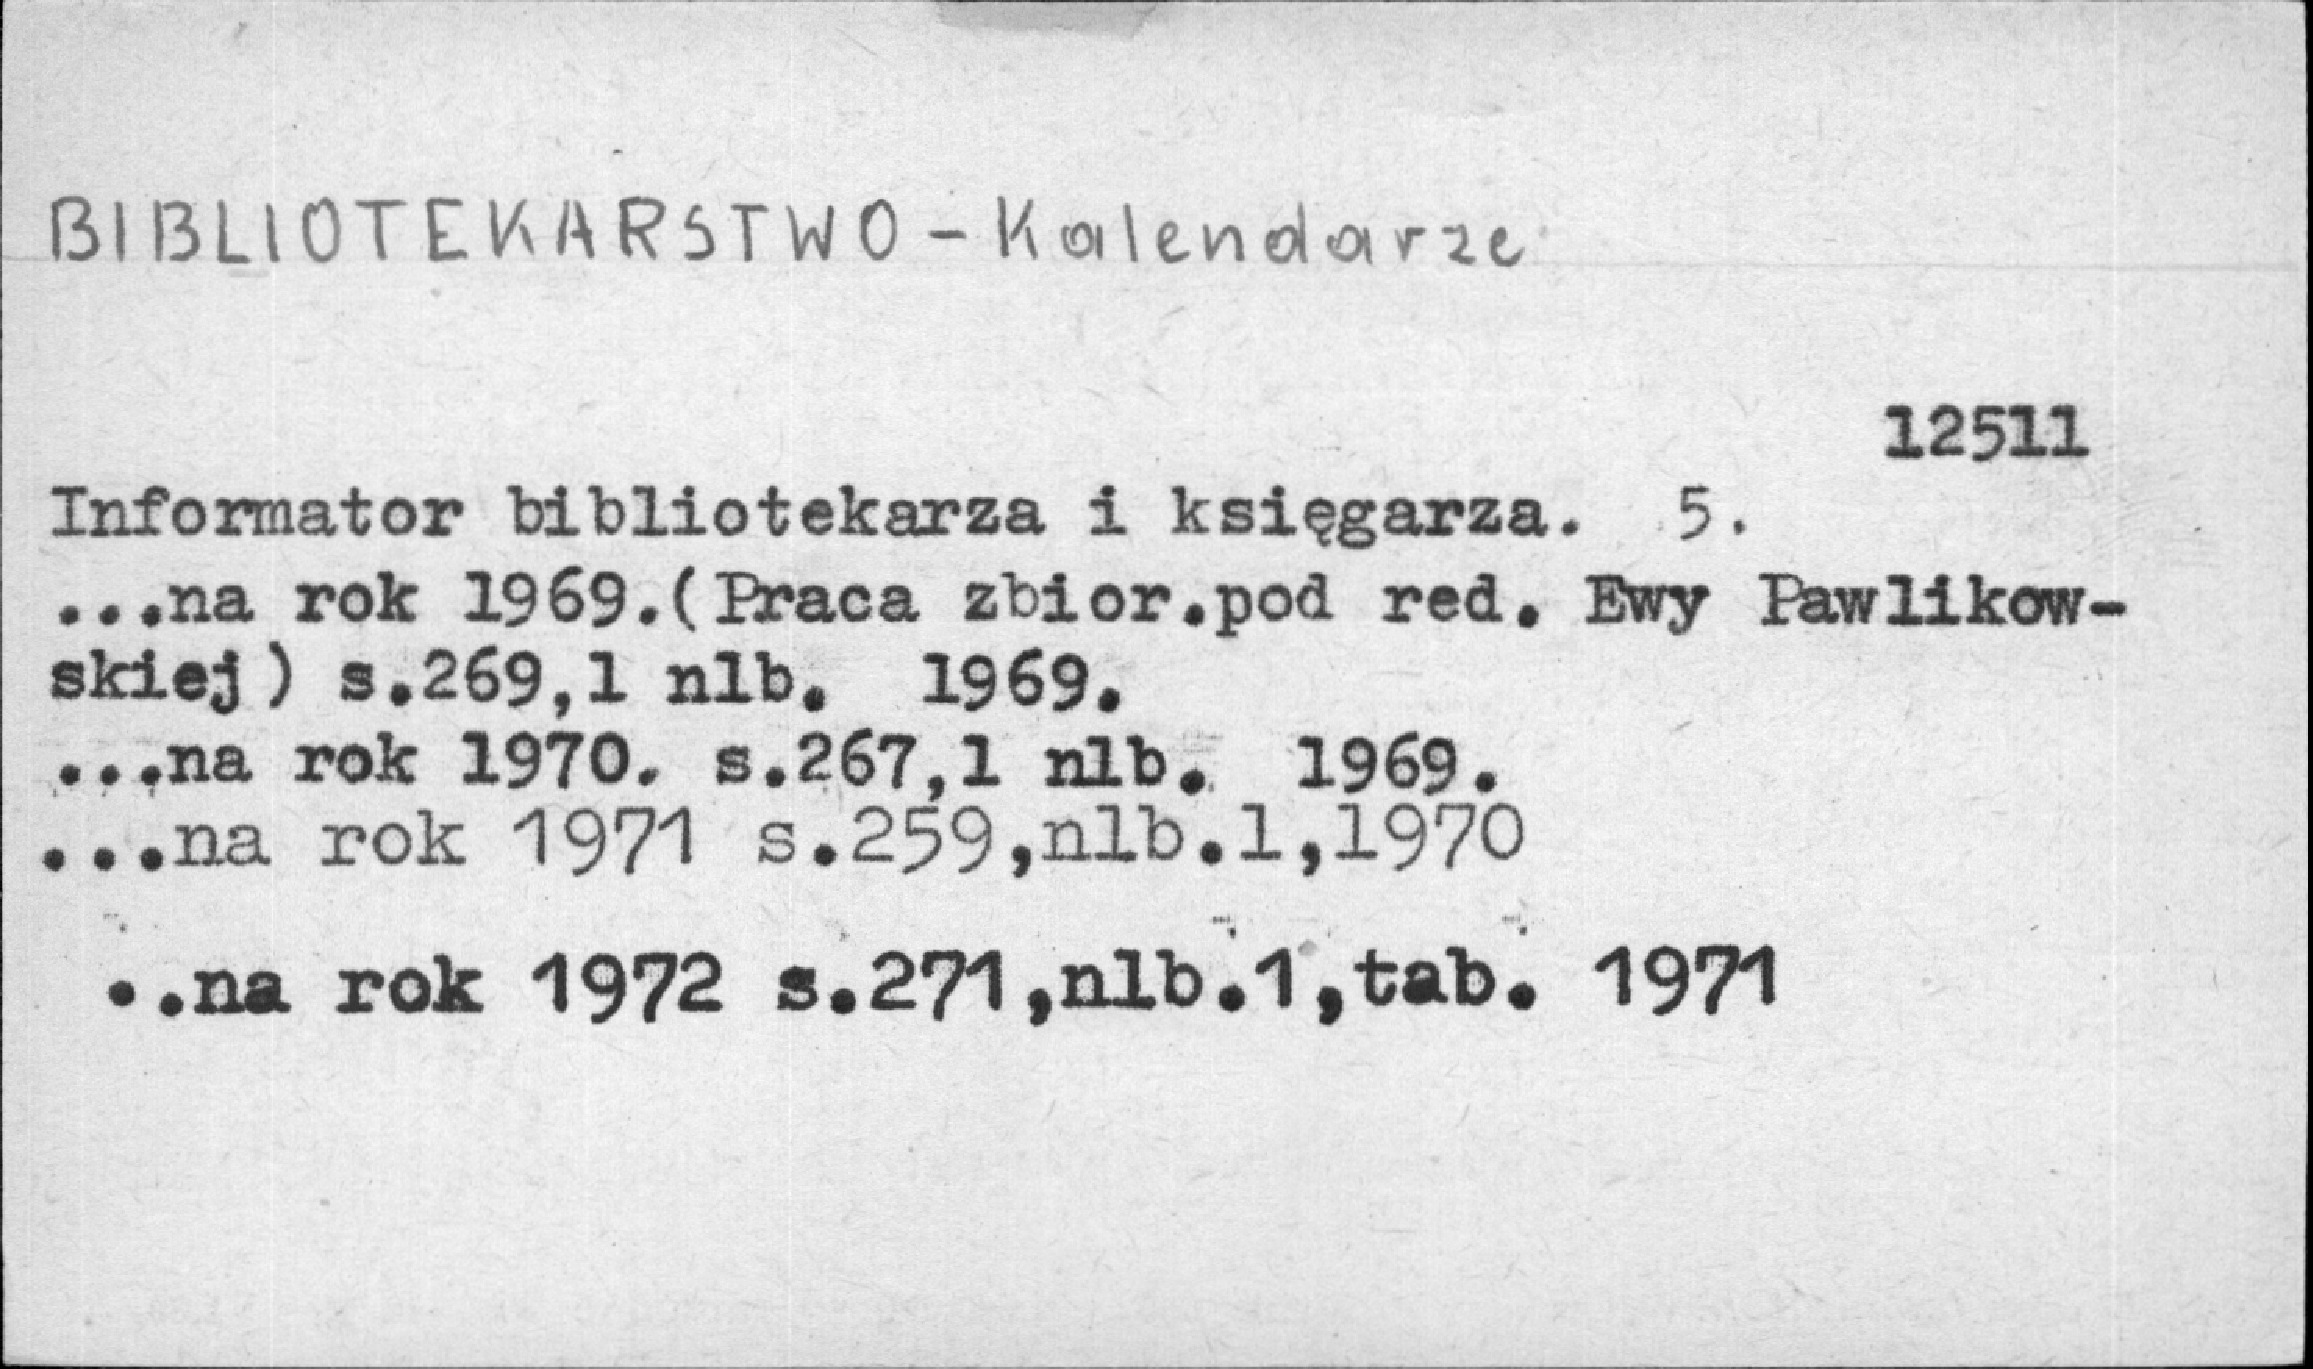 BIBLIOTEKARSTWO - Kalendarze
12511
Informator bibliotekarza i księgarza. 5.
...na rok 1969.(Praca zbior.pod red. Ewy Pawlikow-
skiej) s.269,1 nlb. 1969.
...na rok 1970. s.267,1 nlb. 1969.
...na rok 1971 s.259,nlb.1,1970
..na rok 1972 s.271,nlb.1,tab. 1971